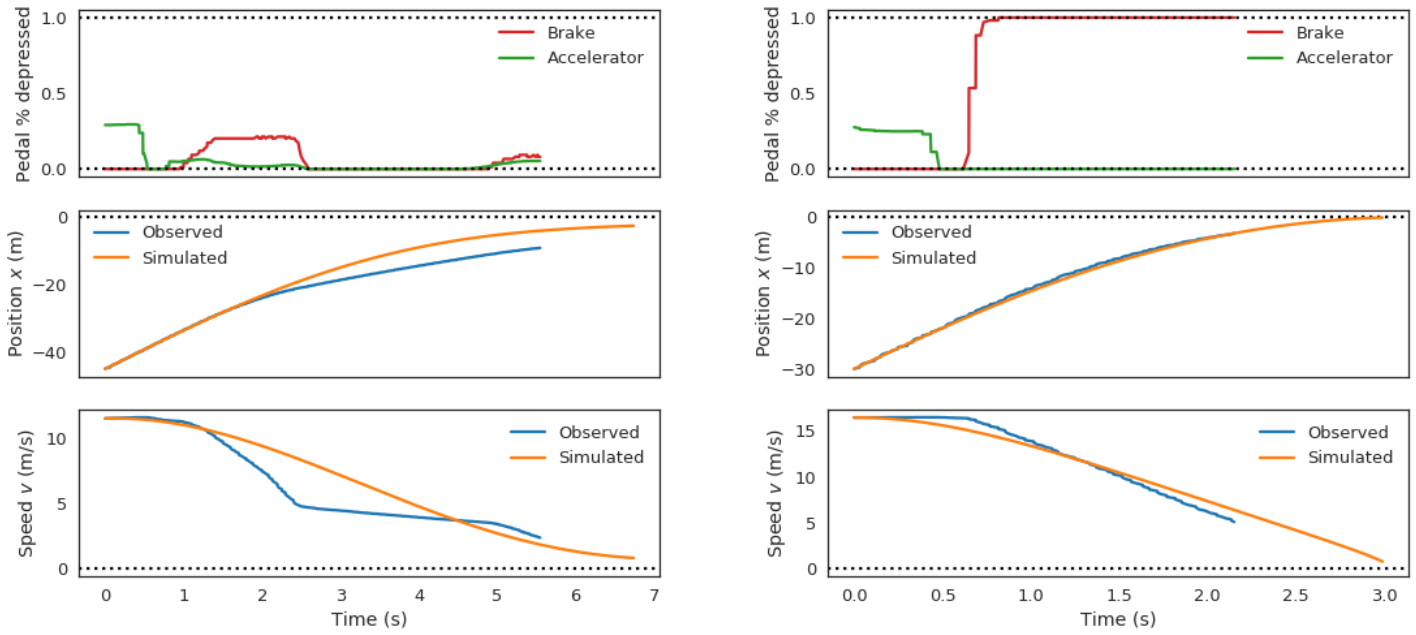 Pedal % depressed
1.0
0.5
0.0
Brake
Accelerator
Position x (m)
0
−20
−40
Observed
Simulated
Speed v (m/s)
10
5
0
Observed
Simulated
0 1 2 3 4 5 6 7
Time (s)
Pedal % depressed
1.0
0.5
0.0
Brake
Accelerator
Position x (m)
0
−10
−20
−30
Observed
Simulated
Speed v (m/s)
15
10
5
0
Observed
Simulated
0.0 0.5 1.0 1.5 2.0 2.5 3.0
Time (s)